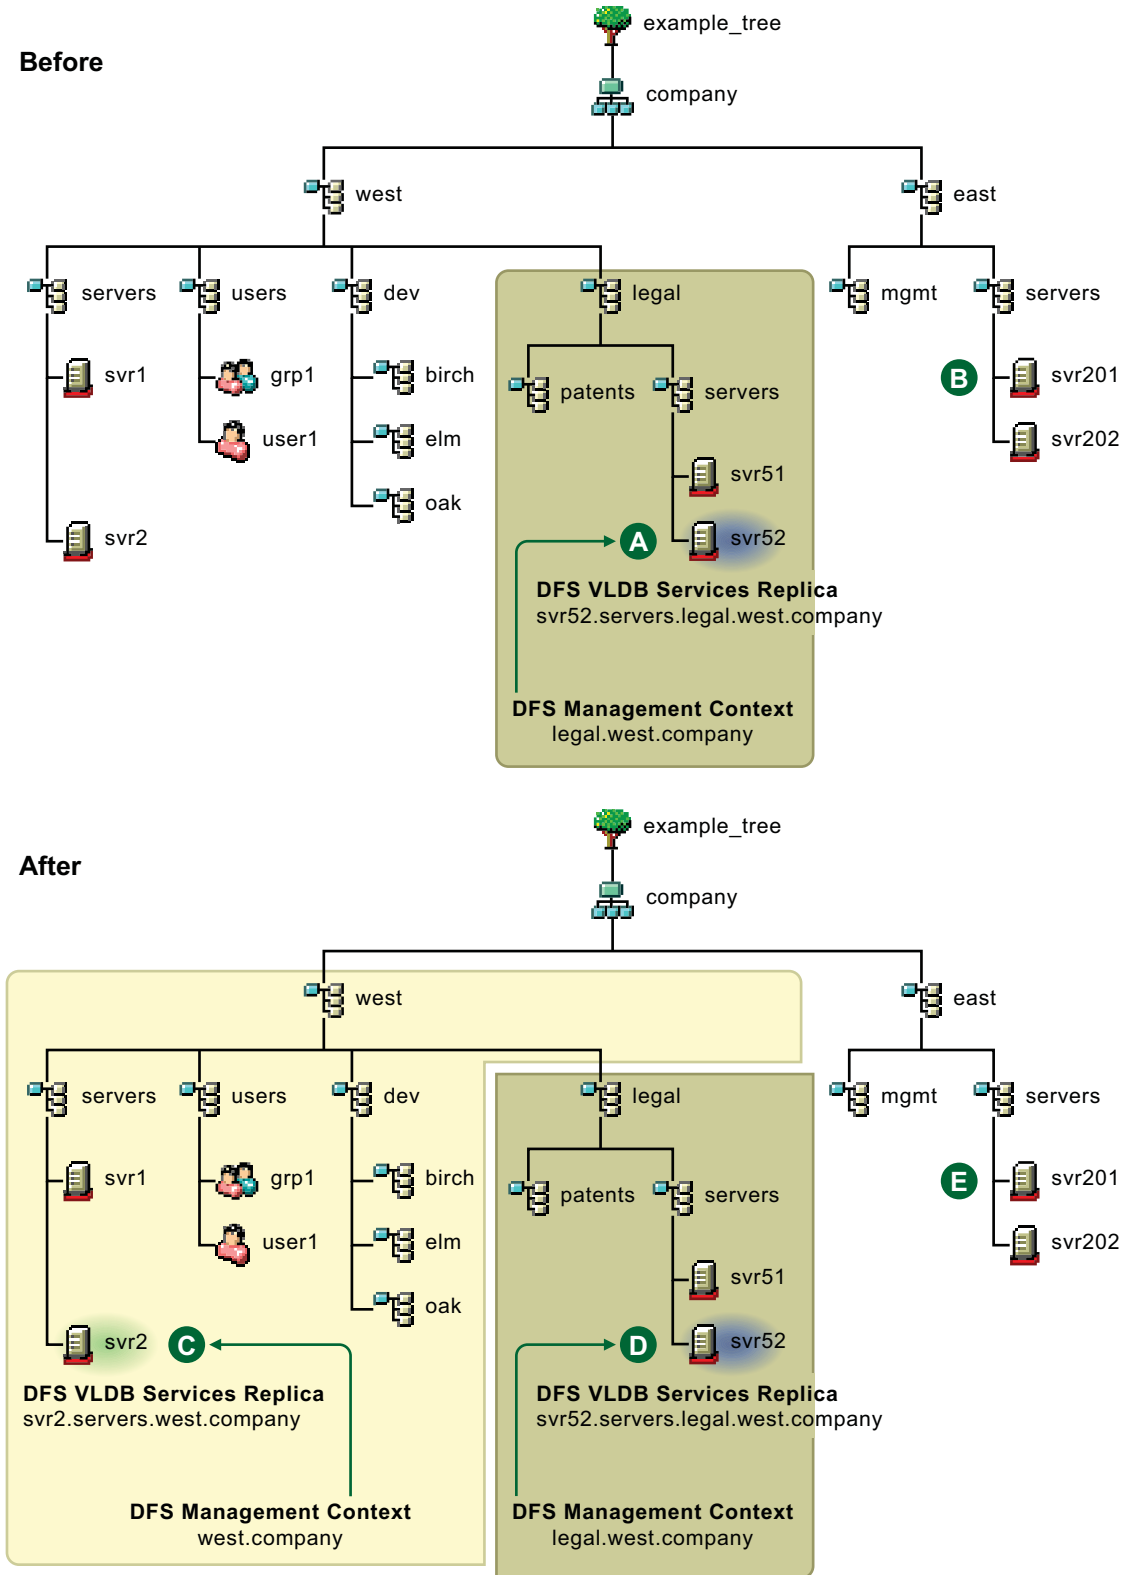 example_tree
Before
company
west
east
servers
users
dev
legal
mgmt
servers
svr1
grp1
birch
patents
servers
B
svr201
user1
elm
svr202
svr51
oak
svr2
A
svr52
DFS VLDB Services Replica
svr52.servers.legal.west.company
DFS Management Context
legal.west.company
example_tree
After
company
west
east
servers
users
dev
legal
mgmt
servers
svr1
grp1
birch
patents
servers
E
svr201
user1
elm
svr202
svr51
oak
svr2
C
D
svr52
DFS VLDB Services Replica
svr2.servers.west.company
DFS VLDB Services Replica
svr52.servers.legal.west.company
DFS Management Context
west.company
DFS Management Context
legal.west.company